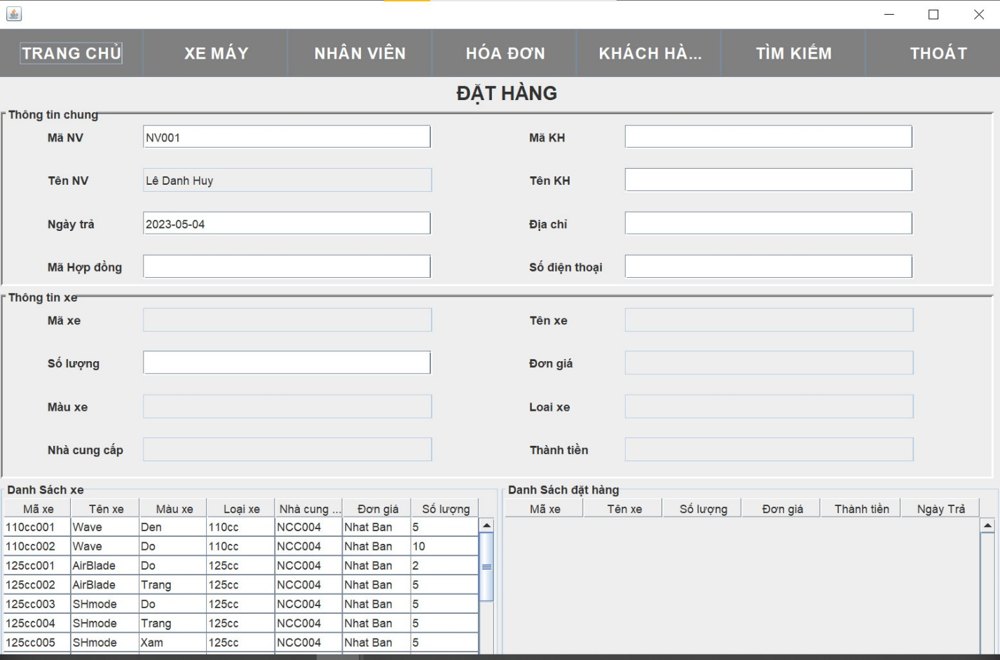 TRANG CHỦ XE MÁY NHÂN VIÊN HÓA ĐƠN KHÁCH HÀ... TÌM KIẾM THOÁT
ĐẶT HÀNG
Thông tin chung
Mã NV NV001 Mã KH
Tên NV Lê Danh Huy Tên KH
Ngày trả 2023-05-04 Địa chỉ
Mã Hợp đồng Số điện thoại
Thông tin xe
Mã xe Tên xe
Số lượng Đơn giá
Màu xe Loai xe
Nhà cung cấp Thành tiền
Danh Sách xe Danh Sách đặt hàng
Mã xe Tên xe Màu xe Loại xe Nhà cung ... Đơn giá Số lượng Mã xe Tên xe Số lượng Đơn giá Thành tiền Ngày Trả
110cc001 Wave Den 110cc NCC004 Nhat Ban 5
110cc002 Wave Do 110cc NCC004 Nhat Ban 10
125cc001 AirBlade Do 125cc NCC004 Nhat Ban 2
125cc002 AirBlade Trang 125cc NCC004 Nhat Ban 5
125cc003 SHmode Do 125cc NCC004 Nhat Ban 5
125cc004 SHmode Trang 125cc NCC004 Nhat Ban 5
125cc005 SHmode Xam 125cc NCC004 Nhat Ban 5